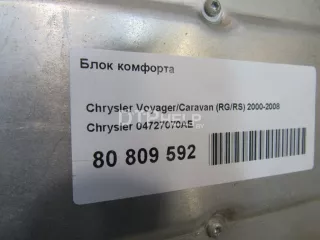 Блок комфорта
Chrysler Voyager/Caravan (RG/RS) 2000-2008
Chrysler 04727070AE
80 809 592